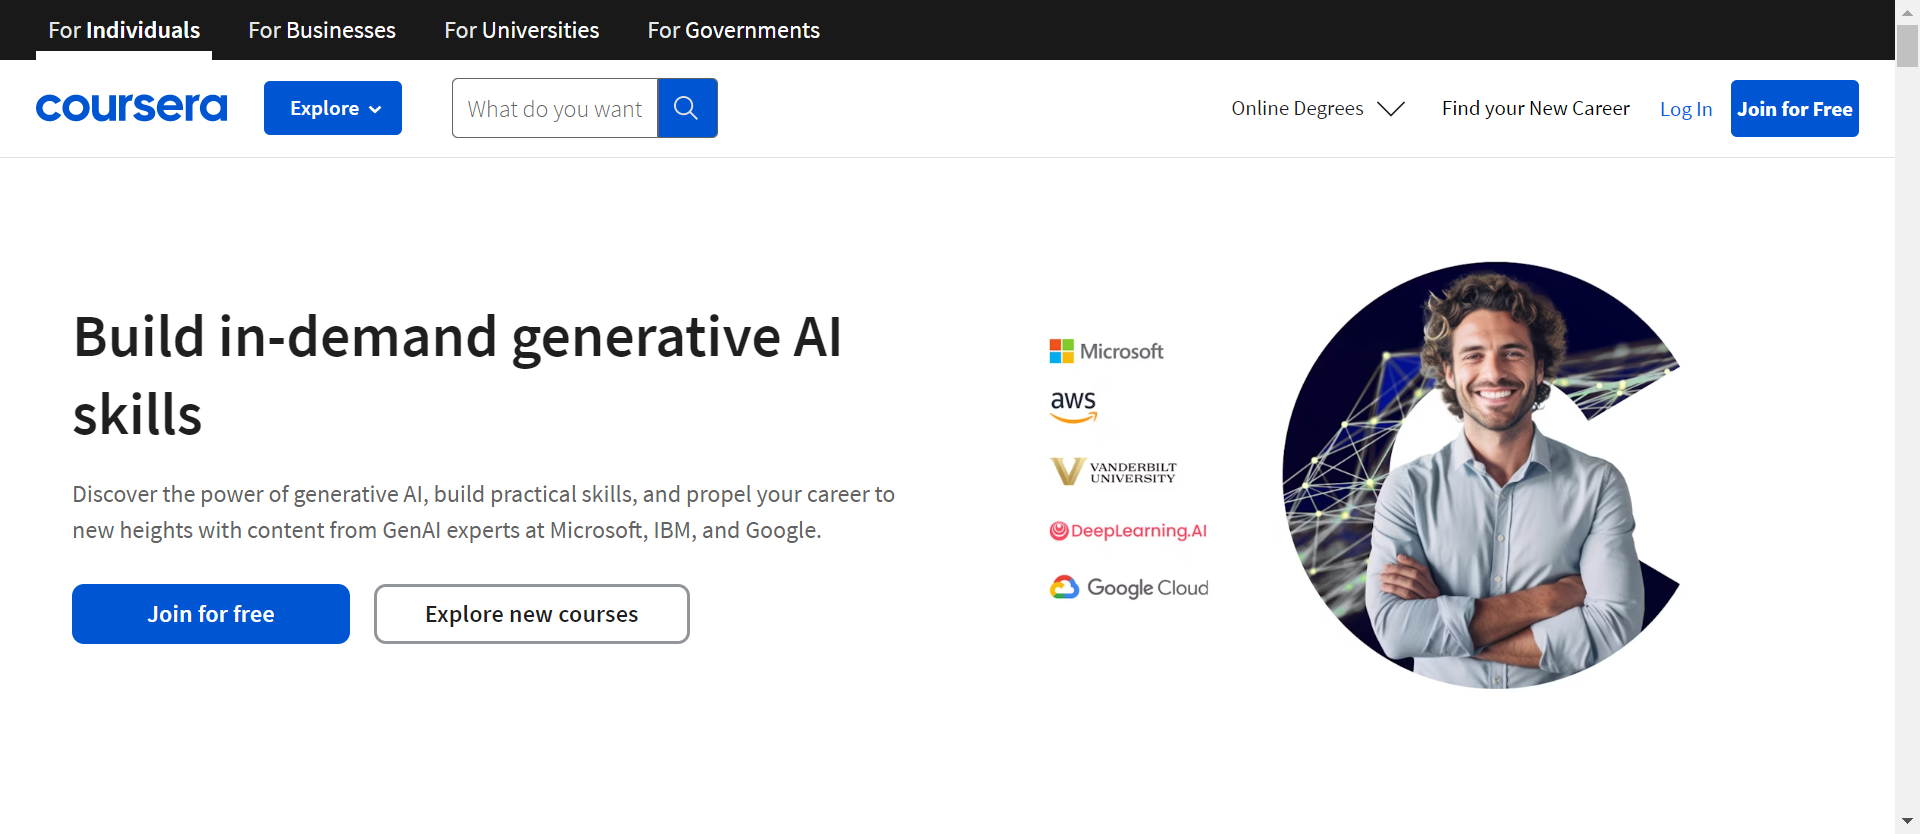 For Individuals For Businesses For Universities For Governments
coursera Explore What do you want Online Degrees Find your New Career Log In Join for Free
Build in-demand generative AI
skills
Discover the power of generative AI, build practical skills, and propel your career to
new heights with content from GenAI experts at Microsoft, IBM, and Google.
Join for free Explore new courses
Microsoft
aws
VANDERBILT
UNIVERSITY
DeepLearning.AI
Google Cloud